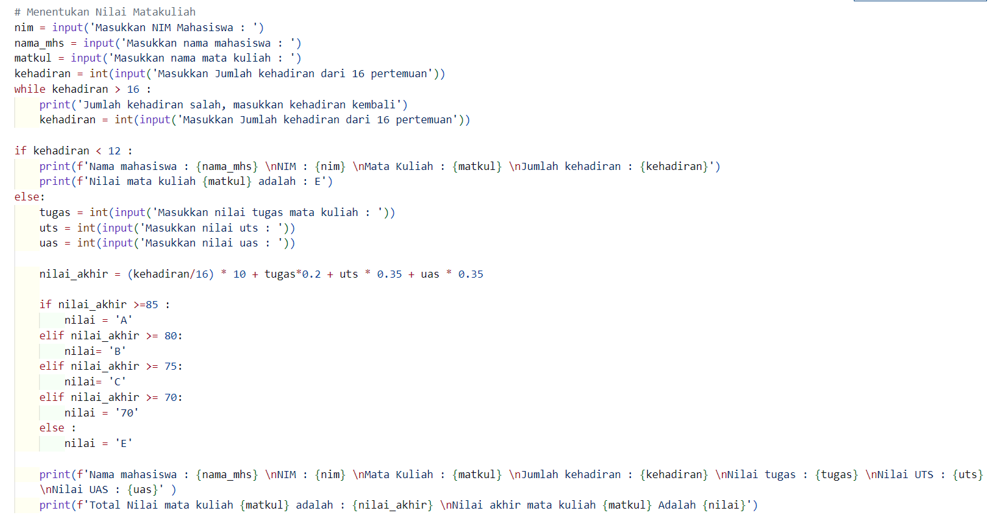 # Menentukan Nilai Matakuliah
nim = input('Masukkan NIM Mahasiswa : ')
nama_mhs = input('Masukkan nama mahasiswa : ')
matkul = input('Masukkan nama mata kuliah : ')
kehadiran = int(input('Masukkan Jumlah kehadiran dari 16 pertemuan'))
while kehadiran > 16 :
    print('Jumlah kehadiran salah, masukkan kehadiran kembali')
    kehadiran = int(input('Masukkan Jumlah kehadiran dari 16 pertemuan'))

if kehadiran < 12 :
    print(f'Nama mahasiswa : {nama_mhs} \nNIM : {nim} \nMata Kuliah : {matkul} \nJumlah kehadiran : {kehadiran}')
    print(f'Nilai mata kuliah {matkul} adalah : E')
else:
    tugas = int(input('Masukkan nilai tugas mata kuliah : '))
    uts = int(input('Masukkan nilai uts : '))
    uas = int(input('Masukkan nilai uas : '))

    nilai_akhir = (kehadiran/16) * 10 + tugas*0.2 + uts * 0.35 + uas * 0.35

    if nilai_akhir >=85 :
        nilai = 'A'
    elif nilai_akhir >= 80:
        nilai= 'B'
    elif nilai_akhir >= 75:
        nilai= 'C'
    elif nilai_akhir >= 70:
        nilai = '70'
    else :
        nilai = 'E'

    print(f'Nama mahasiswa : {nama_mhs} \nNIM : {nim} \nMata Kuliah : {matkul} \nJumlah kehadiran : {kehadiran} \nNilai tugas : {tugas} \nNilai UTS : {uts}
    \nNilai UAS : {uas}' )
    print(f'Total Nilai mata kuliah {matkul} adalah : {nilai_akhir} \nNilai akhir mata kuliah {matkul} Adalah {nilai}')